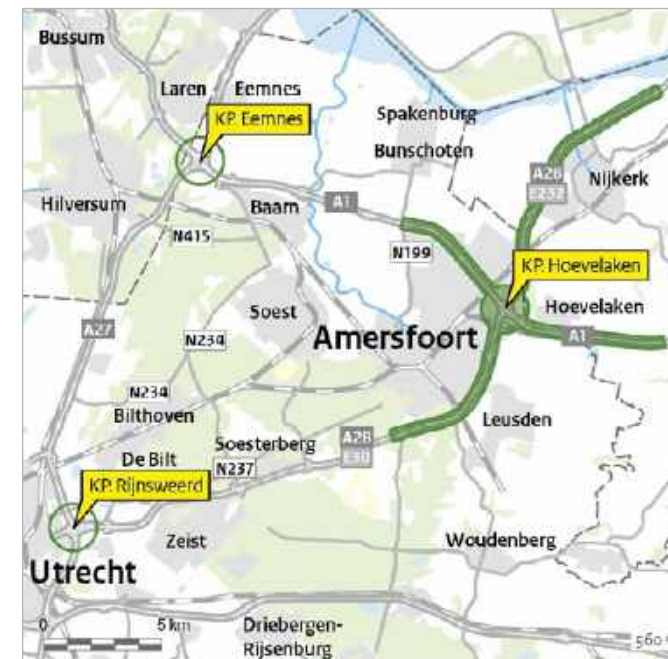 Bussum
Laren
Eemnes
KP. Eemnes
Spakenburg
Bunschoten
A28
E232
Nijkerk
Hilversum
Baarn
A1
N415
N199
KP. Hoevelaken
Soest
Hoevelaken
A27
Amersfoort
A1
N234
N234
Bilthoven
Leusden
Soesterberg
A28
E30
De Bilt
N237
KP. Rijnsweerd
Zeist
Woudenberg
Utrecht
0
5 km
Driebergen-
Rijsenburg